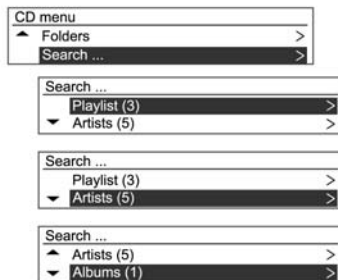 CD menu
Folders >
Search ... >
Search ...
Playlist (3) >
Artists (5) >
Search ...
Playlist (3) >
Artists (5) >
Search ...
Artists (5) >
Albums (1) >